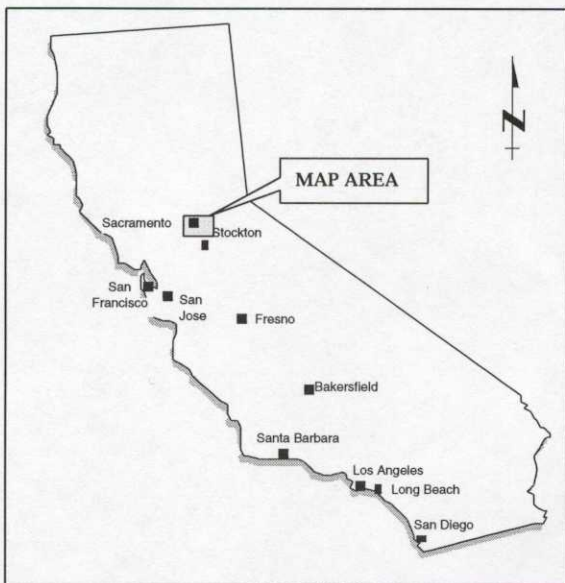 N
MAP AREA
Sacramento
Stockton
San
Francisco
San
Jose
Fresno
Bakersfield
Santa Barbara
Los Angeles
Long Beach
San Diego